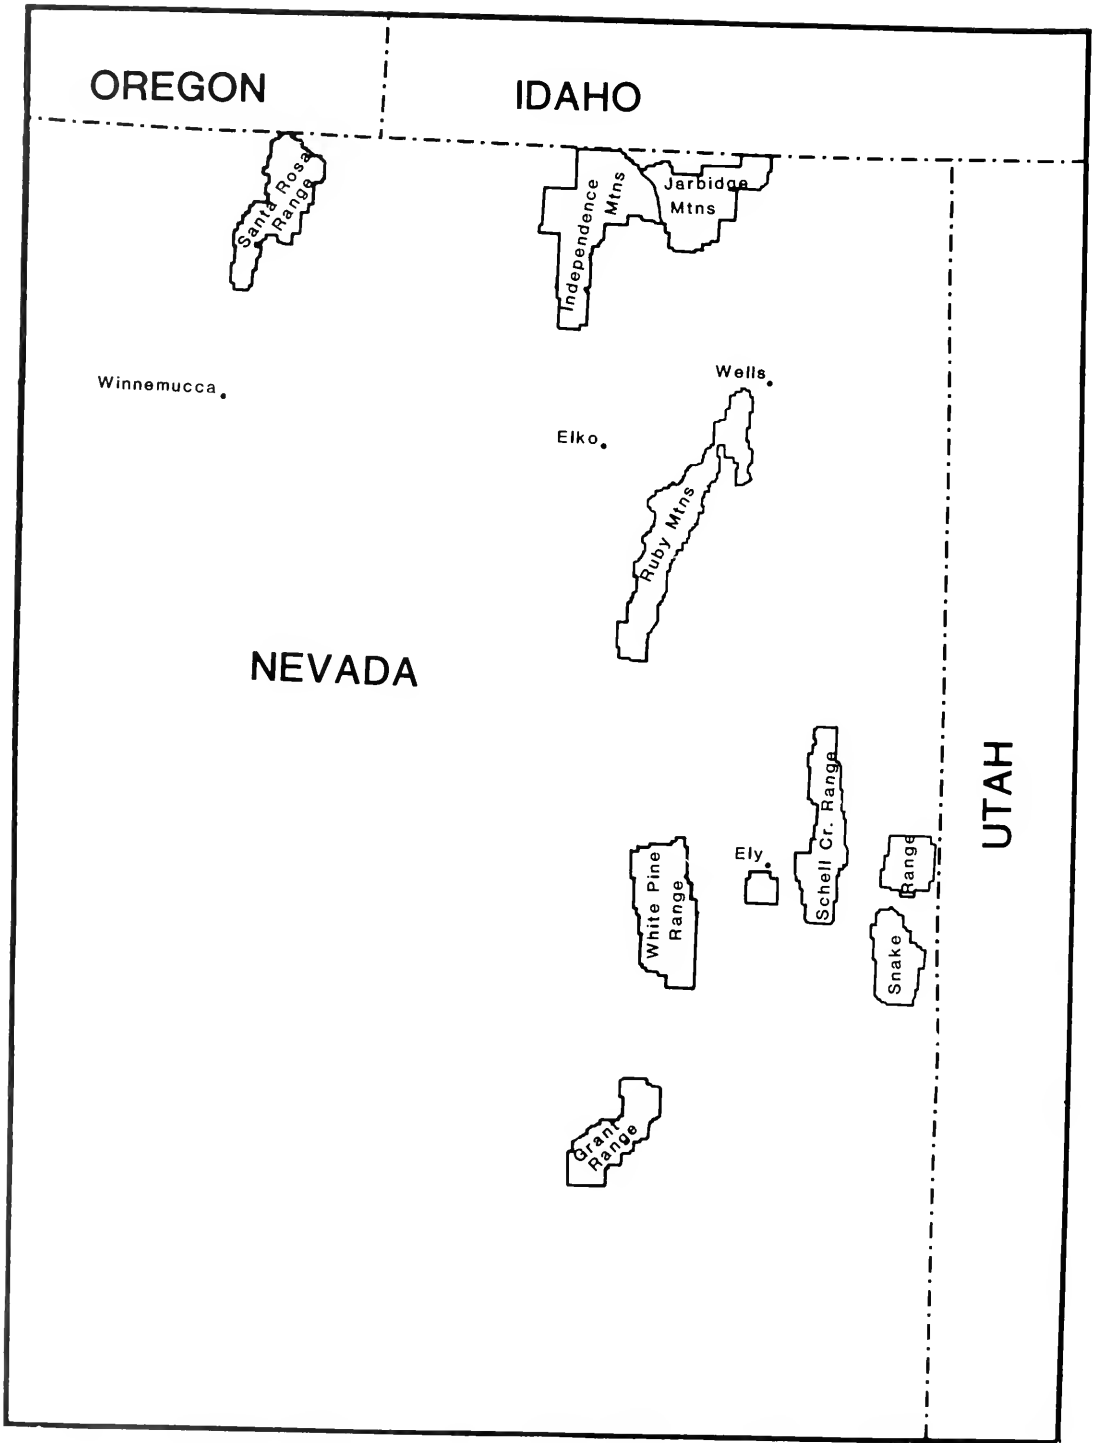 OREGON
IDAHO
Santa Rosa
Range
Independence
Mtns
Jarbidge
Mtns
Winnemucca
Wells
Elko
Ruby Mtns
NEVADA
UTAH
Schell Cr. Range
Ely
White Pine
Range
Range
Snake
Grant
Range